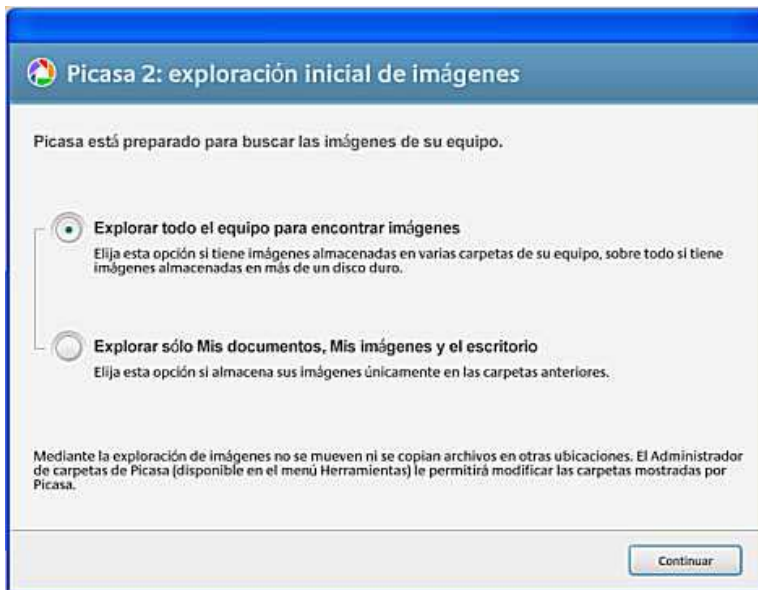 Picasa 2: exploración inicial de imágenes
Picasa está preparado para buscar las imágenes de su equipo.
Explorar todo el equipo para encontrar imágenes
Elija esta opción si tiene imágenes almacenadas en varias carpetas de su equipo, sobre todo si tiene
imágenes almacenadas en más de un disco duro.
Explorar sólo Mis documentos, Mis imágenes y el escritorio
Elija esta opción si almacena sus imágenes únicamente en las carpetas anteriores.
Mediante la exploración de imágenes no se mueven ni se copian archivos en otras ubicaciones. El Administrador
de carpetas de Picasa (disponible en el menú Herramientas) le permitirá modificar las carpetas mostradas por
Picasa.
Continuar